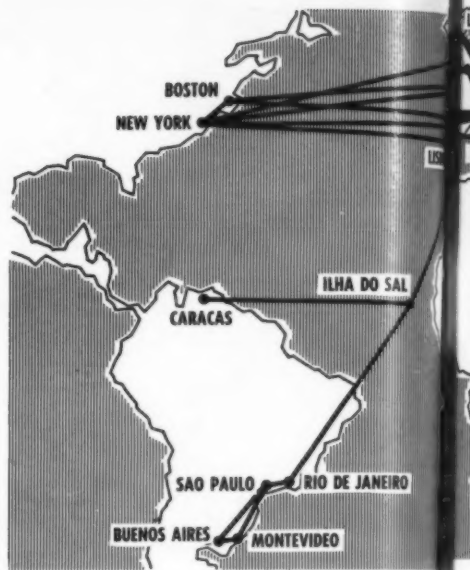 BOSTON
NEW YORK
ILHA DO SAL
CARACAS
SAO PAULO
RIO DE JANEIRO
BUENOS AIRES
MONTEVIDEO